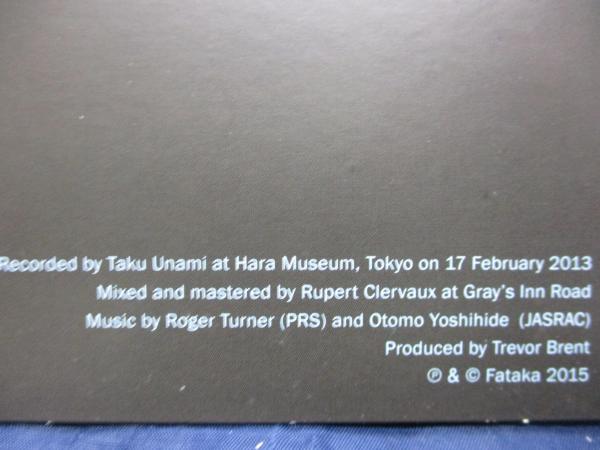 Recorded by Taku Unami at Hara Museum, Tokyo on 17 February 2013
Mixed and mastered by Rupert Clervaux at Gray's Inn Road
Music by Roger Turner (PRS) and Otomo Yoshihide (JASRAC)
Produced by Trevor Brent
℗ & © Fataka 2015